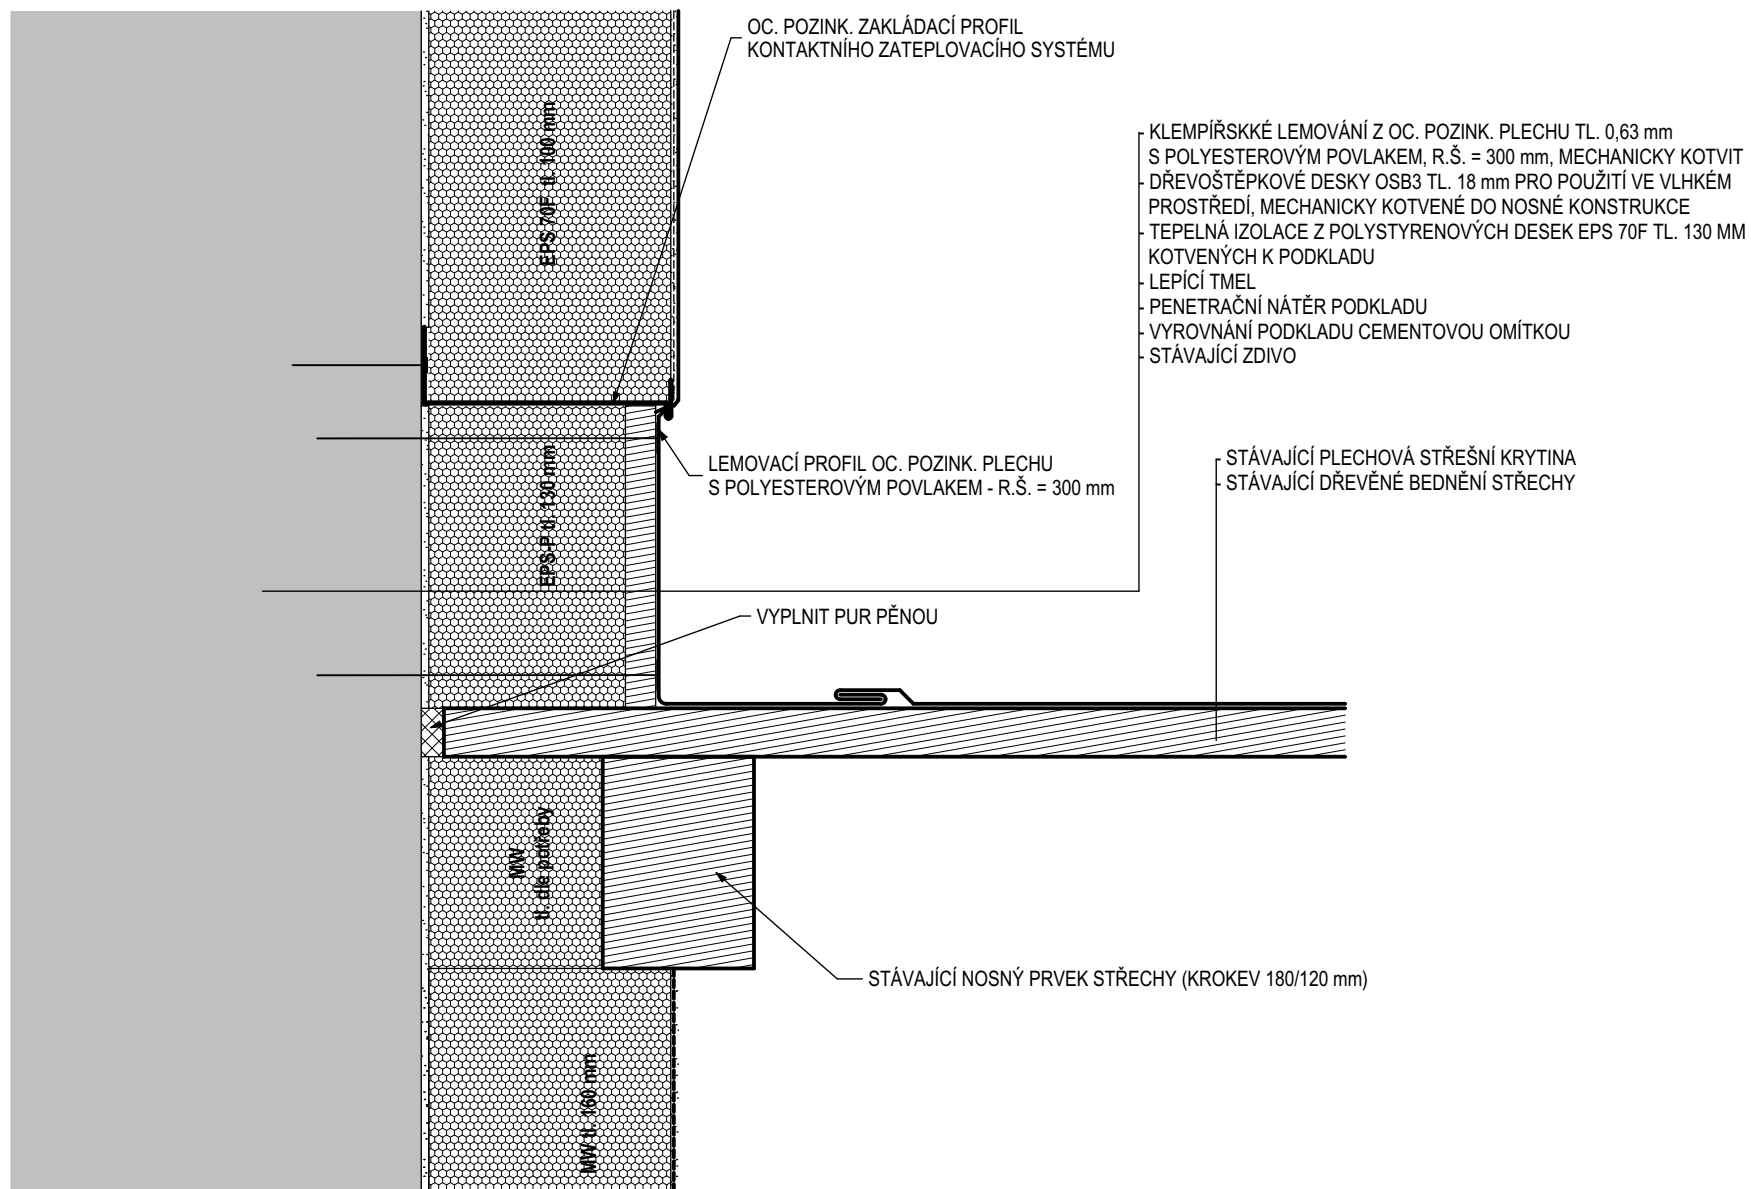 OC. POZINK. ZAKLÁDACÍ PROFIL
KONTAKTNÍHO ZATEPLOVACÍHO SYSTÉMU
KLEMPÍŘSKKÉ LEMOVÁNÍ Z OC. POZINK. PLECHU TL. 0,63 mm
S POLYESTEROVÝM POVLAKEM, R.Š. = 300 mm, MECHANICKY KOTVIT
DŘEVOŠTĚPKOVÉ DESKY OSB3 TL. 18 mm PRO POUŽITÍ VE VLHKÉM
PROSTŘEDÍ, MECHANICKY KOTVENÉ DO NOSNÉ KONSTRUKCE
TEPELNÁ IZOLACE Z POLYSTYRENOVÝCH DESEK EPS 70F TL. 130 MM
KOTVENÝCH K PODKLADU
LEPÍCÍ TMEL
PENETRAČNÍ NÁTĚR PODKLADU
VYROVNÁNÍ PODKLADU CEMENTOVOU OMÍTKOU
STÁVAJÍCÍ ZDIVO
EPS 70F tl. 100 mm
LEMOVACÍ PROFIL OC. POZINK. PLECHU
S POLYESTEROVÝM POVLAKEM - R.Š. = 300 mm
STÁVAJÍCÍ PLECHOVÁ STŘEŠNÍ KRYTINA
STÁVAJÍCÍ DŘEVĚNÉ BEDNĚNÍ STŘECHY
EPS-P tl. 130 mm
VYPLNIT PUR PĚNOU
MW
tl. dle potřeby
STÁVAJÍCÍ NOSNÝ PRVEK STŘECHY (KROKEV 180/120 mm)
MW tl. 160 mm